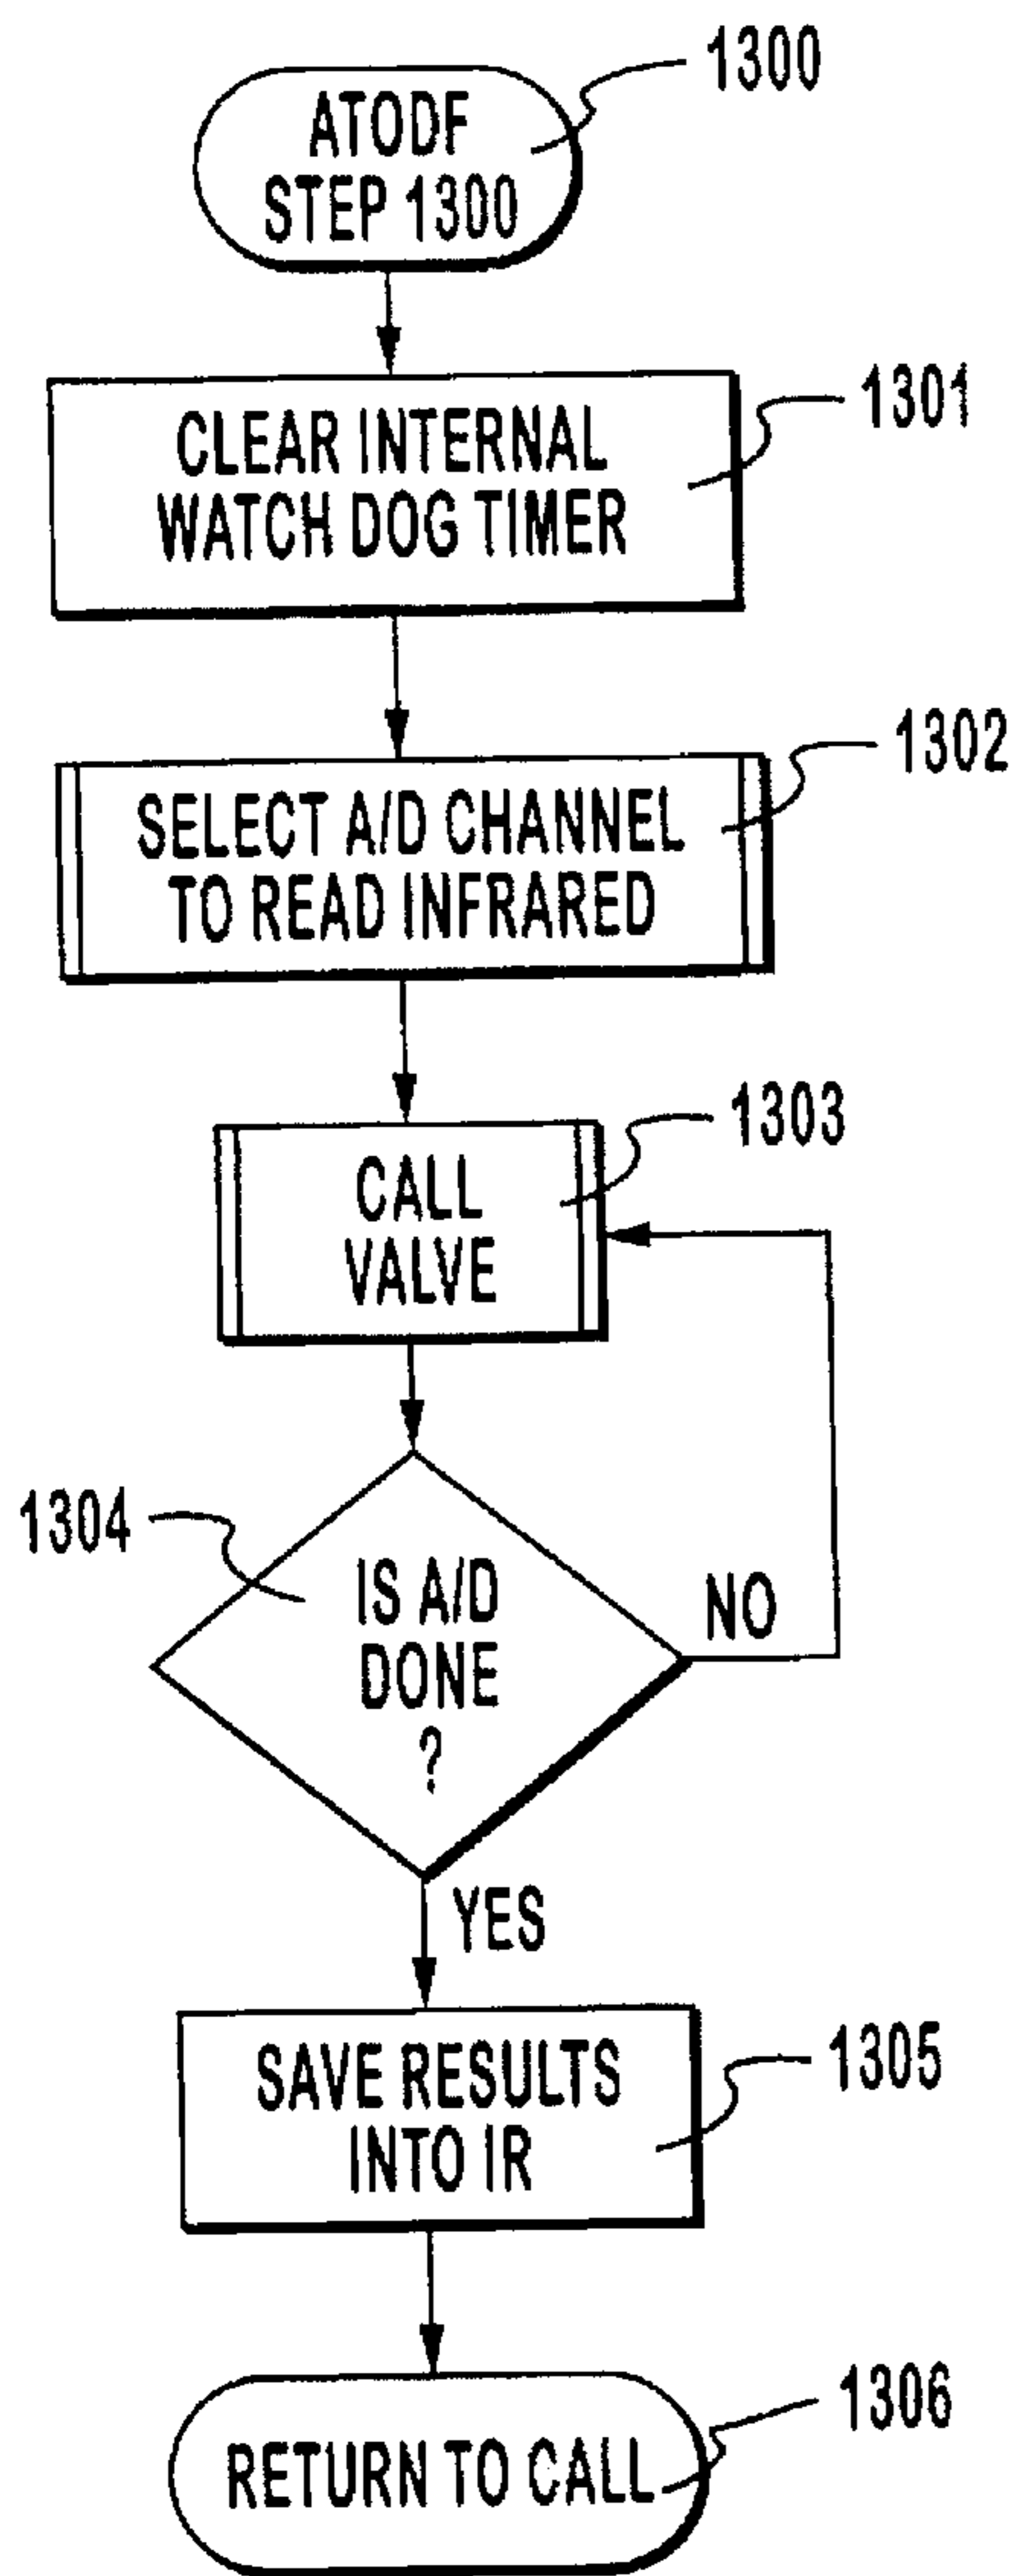 1300
ATODF
STEP 1300
1301
CLEAR INTERNAL
WATCH DOG TIMER
1302
SELECT A/D CHANNEL
TO READ INFRARED
1303
CALL
VALVE
1304
IS A/D
DONE
?
NO
YES
1305
SAVE RESULTS
INTO IR
1306
RETURN TO CALL